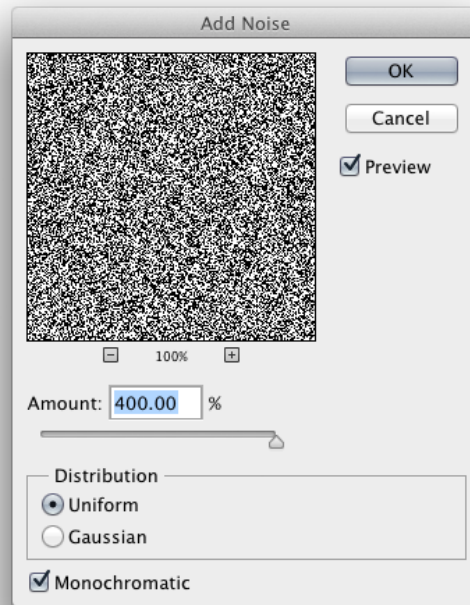 Add Noise
OK
Cancel
Preview
100%
Amount: 400.00 %
Distribution
Uniform
Gaussian
Monochromatic